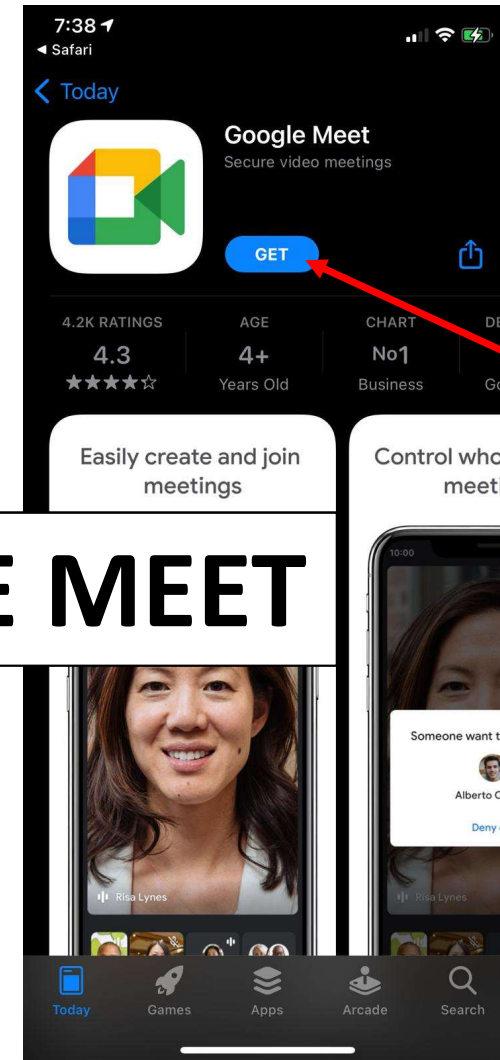 7:38
Safari
Today
Google Meet
Secure video meetings
GET
4.2K RATINGS
4.3
AGE
4+
Years Old
CHART
No1
Business
Easily create and join
meetings
Control who
MEET
10:00
Someone want t
Alberto
Deny
Risa Lynes
Risa Lynes
Today
Games
Apps
Arcade
Search